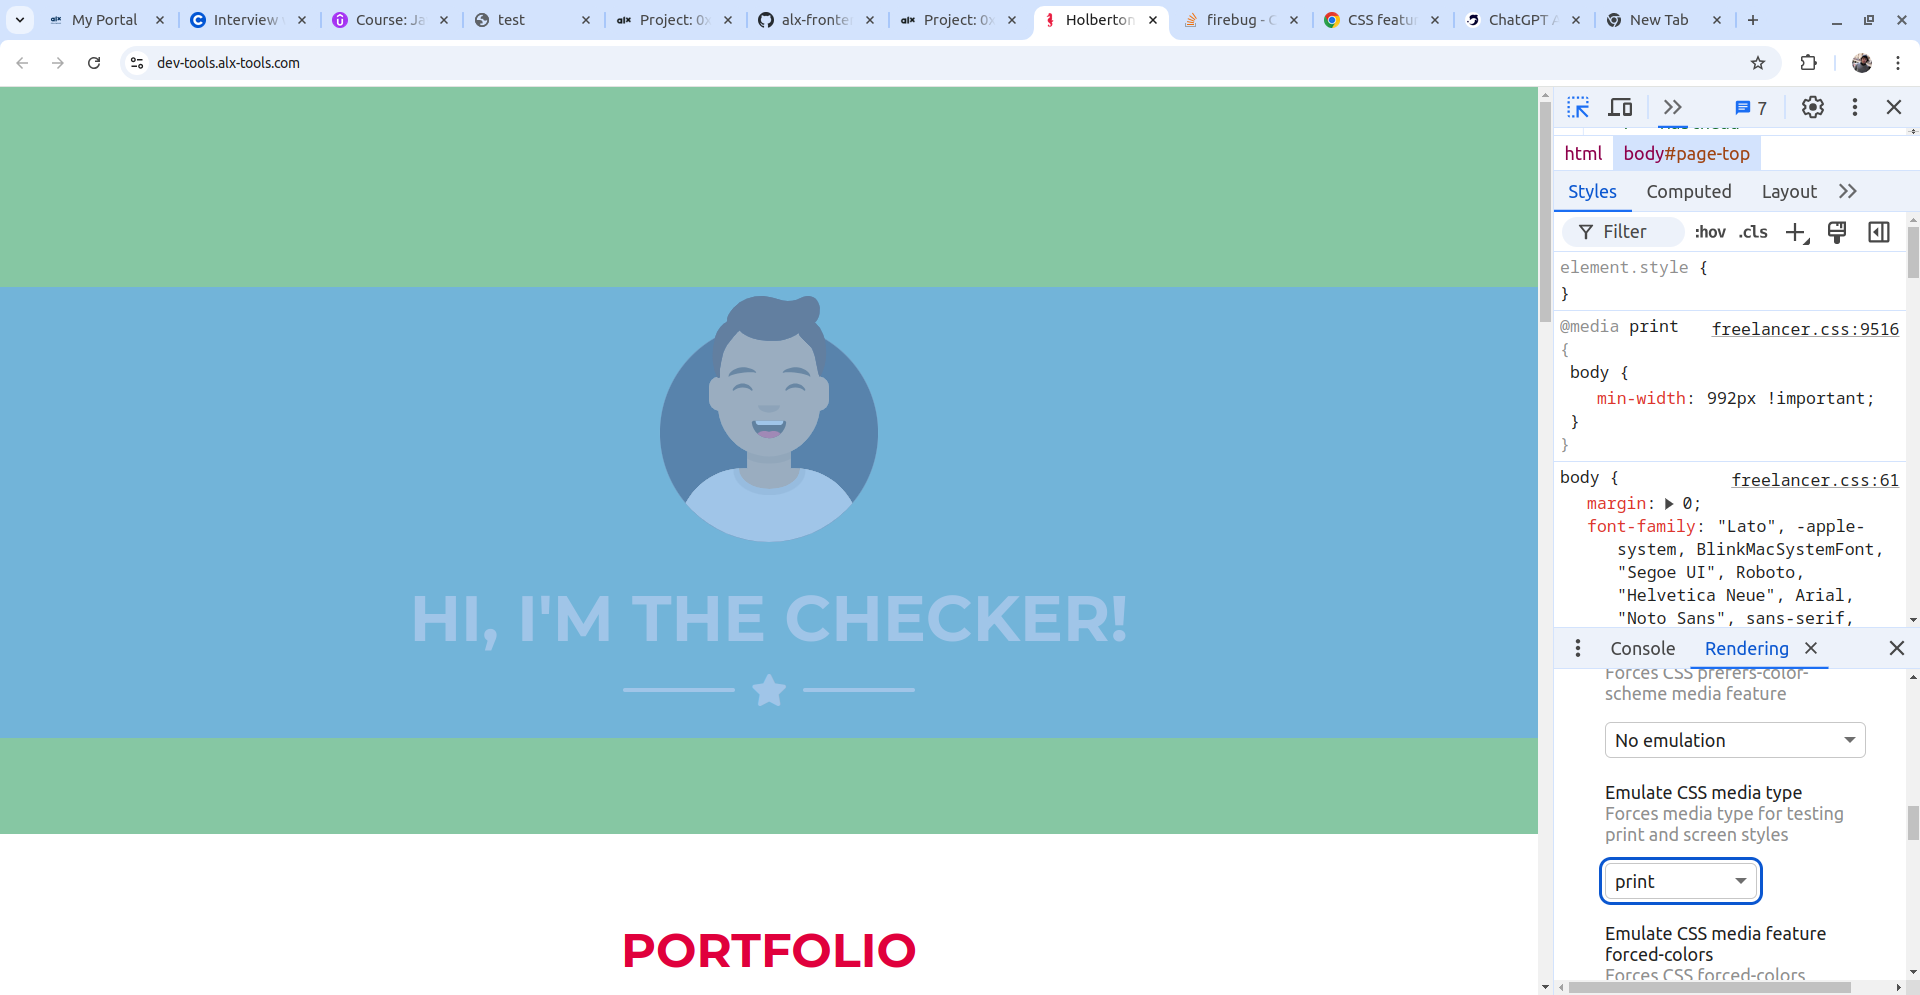 My Portal
Interview
Course: Ja
test
Project: 0x
alx-fronte
Project: 0x
Holberton
firebug - C
CSS featu
ChatGPT A
New Tab
dev-tools.alx-tools.com
7
html body#page-top
Styles Computed Layout
Filter :hov .cls
element.style {
}
@media print freelancer.css:9516
{
body {
min-width: 992px !important;
}
}
body { freelancer.css:61
margin: 0;
font-family: "Lato", -apple-
system, BlinkMacSystemFont,
"Segoe UI", Roboto,
"Helvetica Neue", Arial,
"Noto Sans", sans-serif,
Console Rendering
Forces CSS prefers-color-
scheme media feature
No emulation
Emulate CSS media type
Forces media type for testing
print and screen styles
print
Emulate CSS media feature
forced-colors
Forces CSS forced-colors
HI, I'M THE CHECKER!
PORTFOLIO